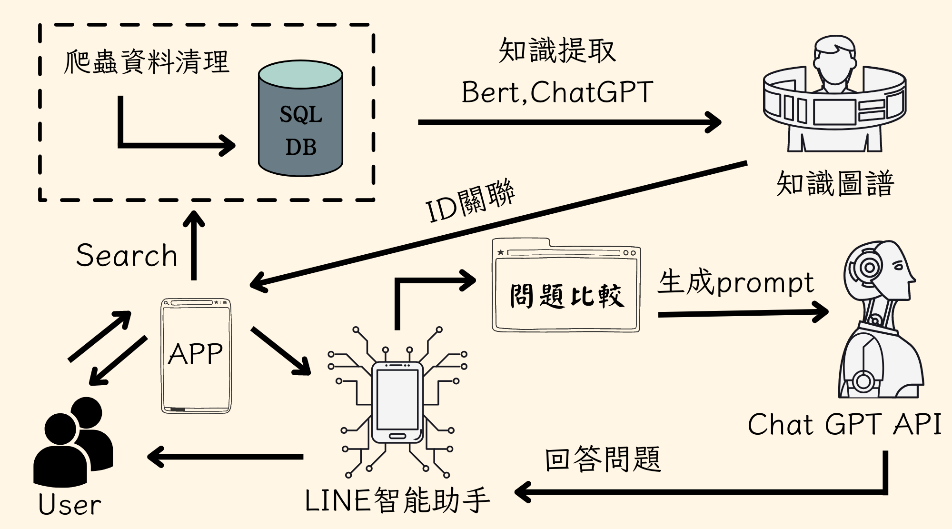 爬蟲資料清理
SQL
DB
知識提取
Bert,ChatGPT
知識圖譜
ID關聯
Search
問題比較
生成prompt
APP
Chat GPT API
回答問題
User
LINE智能助手